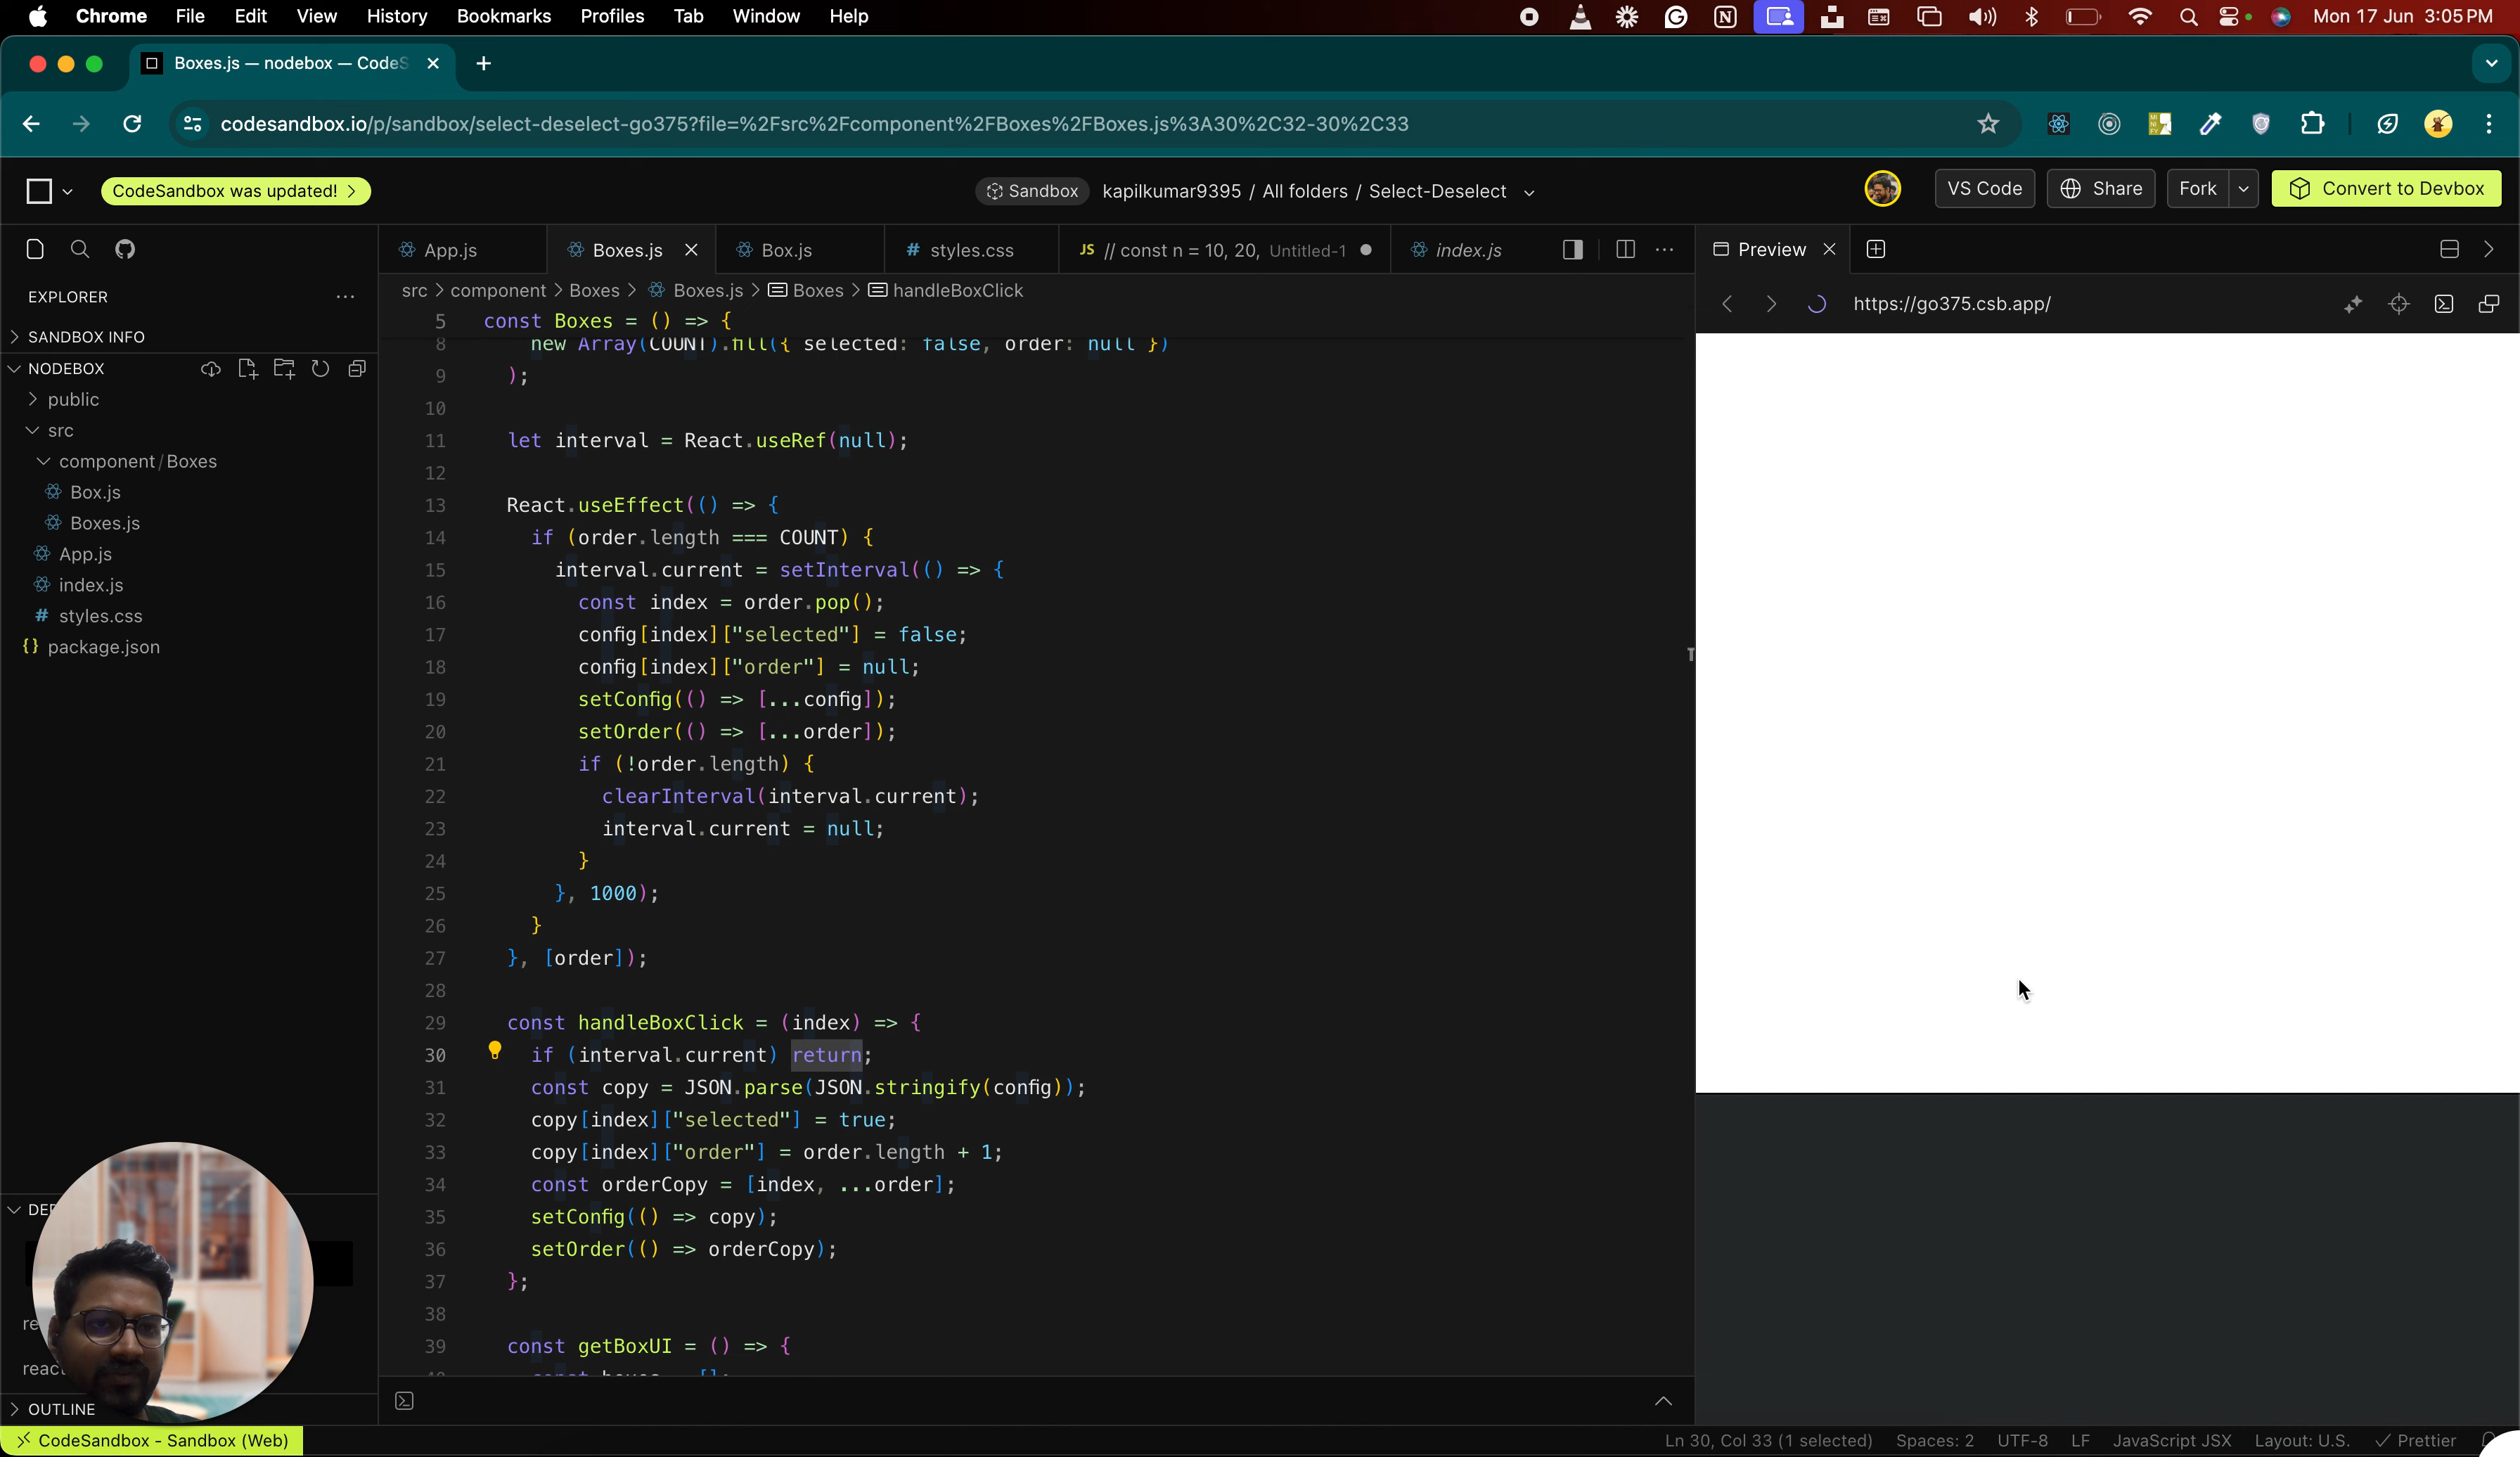 Chrome File Edit View History Bookmarks Profiles Tab Window Help Mon 17 Jun 3:05 PM
Boxes.js — nodebox — CodeS
codesandbox.io/p/sandbox/select-deselect-go375?file=%2Fsrc%2Fcomponent%2FBoxes%2FBoxes.js%3A30%2C32-30%2C33
CodeSandbox was updated! Sandbox kapilkumar9395 / All folders / Select-Deselect VS Code Share Fork Convert to Devbox
App.js Boxes.js Box.js # styles.css JS // const n = 10, 20, Untitled-1 index.js Preview
EXPLORER
src > component > Boxes > Boxes.js > Boxes > handleBoxClick
https://go375.csb.app/
SANDBOX INFO
NODEBOX
public
src
component / Boxes
Box.js
Boxes.js
App.js
index.js
# styles.css
{} package.json
OUTLINE
5 const Boxes = () => {
8 new Array(COUNT).fill({ selected: false, order: null })
9 );
10
11 let interval = React.useRef(null);
12
13 React.useEffect(() => {
14 if (order.length === COUNT) {
15 interval.current = setInterval(() => {
16 const index = order.pop();
17 config[index]["selected"] = false;
18 config[index]["order"] = null;
19 setConfig(() => [...config]);
20 setOrder(() => [...order]);
21 if (!order.length) {
22 clearInterval(interval.current);
23 interval.current = null;
24 }
25 }, 1000);
26 }
27 }, [order]);
28
29 const handleBoxClick = (index) => {
30 if (interval.current) return;
31 const copy = JSON.parse(JSON.stringify(config));
32 copy[index]["selected"] = true;
33 copy[index]["order"] = order.length + 1;
34 const orderCopy = [index, ...order];
35 setConfig(() => copy);
36 setOrder(() => orderCopy);
37 };
38
39 const getBoxUI = () => {
CodeSandbox - Sandbox (Web) Ln 30, Col 33 (1 selected) Spaces: 2 UTF-8 LF JavaScript JSX Layout: U.S. Prettier